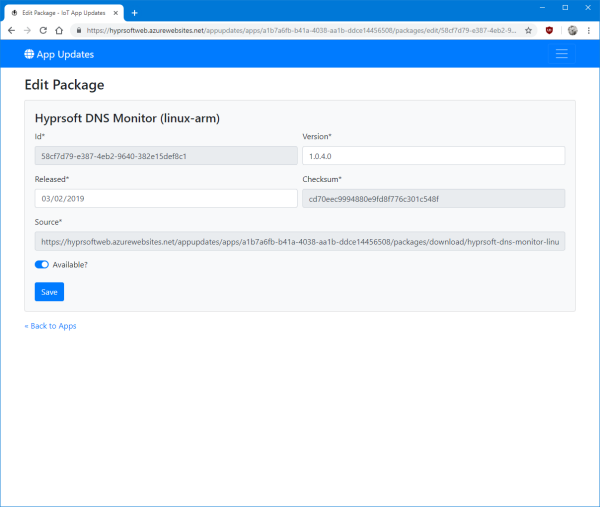 Edit Package - IoT App Updates
https://hyprsoftweb.azurewebsites.net/appupdates/apps/a1b7a6fb-b41a-4038-aa1b-ddce14456508/packages/edit/58cf7d79-e387-4eb2-9...
App Updates
Edit Package
Hyprsoft DNS Monitor (linux-arm)
Id* Version*
58cf7d79-e387-4eb2-9640-382e15def8c1 1.0.4.0
Released* Checksum*
03/02/2019 cd70eec9994880e9fd8f776c301c548f
Source*
https://hyprsoftweb.azurewebsites.net/appupdates/apps/a1b7a6fb-b41a-4038-aa1b-ddce14456508/packages/download/hyprsoft-dns-monitor-linu
Available?
Save
« Back to Apps